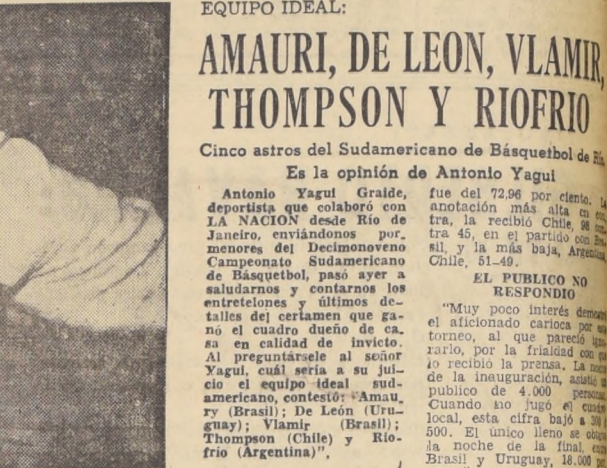 EQUIPO IDEAL:
AMAURI, DE LEON, VLAMIR,
THOMPSON Y RIOFRIO
Cinco astros del Sudamericano de Básquetbol de
Es la opinión de Antonio Yagui
Antonio Yagui Graide,
deportista que colaboró con
LA NACION desde Río de
Janeiro, enviándonos por
menores del Decimonoveno
Campeonato Sudamericano
de Básquetbol, pasó ayer a
saludarnos y contarnos los
entretelones y últimos de-
talles del certamen que ga-
nó el cuadro dueño de ca-
sa en calidad de invicto.
Al preguntársele al señor
Yagui, cuál sería a su jui-
cio el equipo ideal sud-
americano, contestó: "Amau-
ry (Brasil); De León (Uru-
guay); Vlamir (Brasil);
Thompson (Chile) y Rio-
frío (Argentina)".
fue del 72,96 por ciento.
anotación más alta en
tra, la recibió Chile, 98
tra 45, en el partido con
sil, y la más baja,
Chile, 51-49.
EL PUBLICO NO
RESPONDIO
"Muy poco interés
el aficionado carioca por
torneo, al que pareció
rarlo, por la frialdad con
lo recibió la prensa. La
de la inauguración, asistió
publico de 4.000
Cuando no jugó el
local, esta cifra bajó a
500. El único lleno se
la noche de la final,
Brasil y Uruguay, 18.000